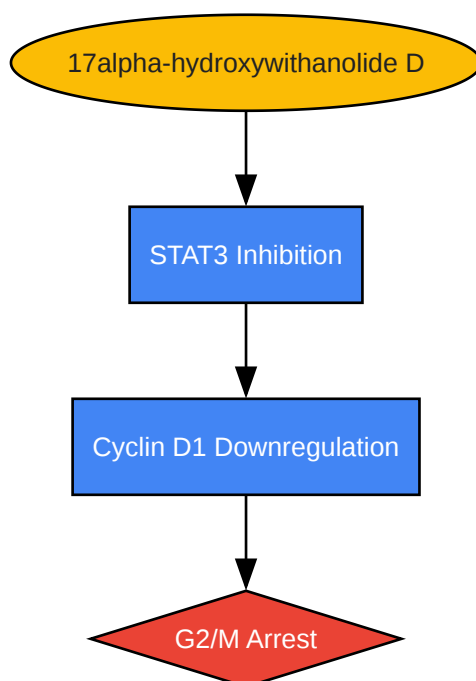 17alpha-hydroxywithanolide D
STAT3 Inhibition
Cyclin D1 Downregulation
G2/M Arrest